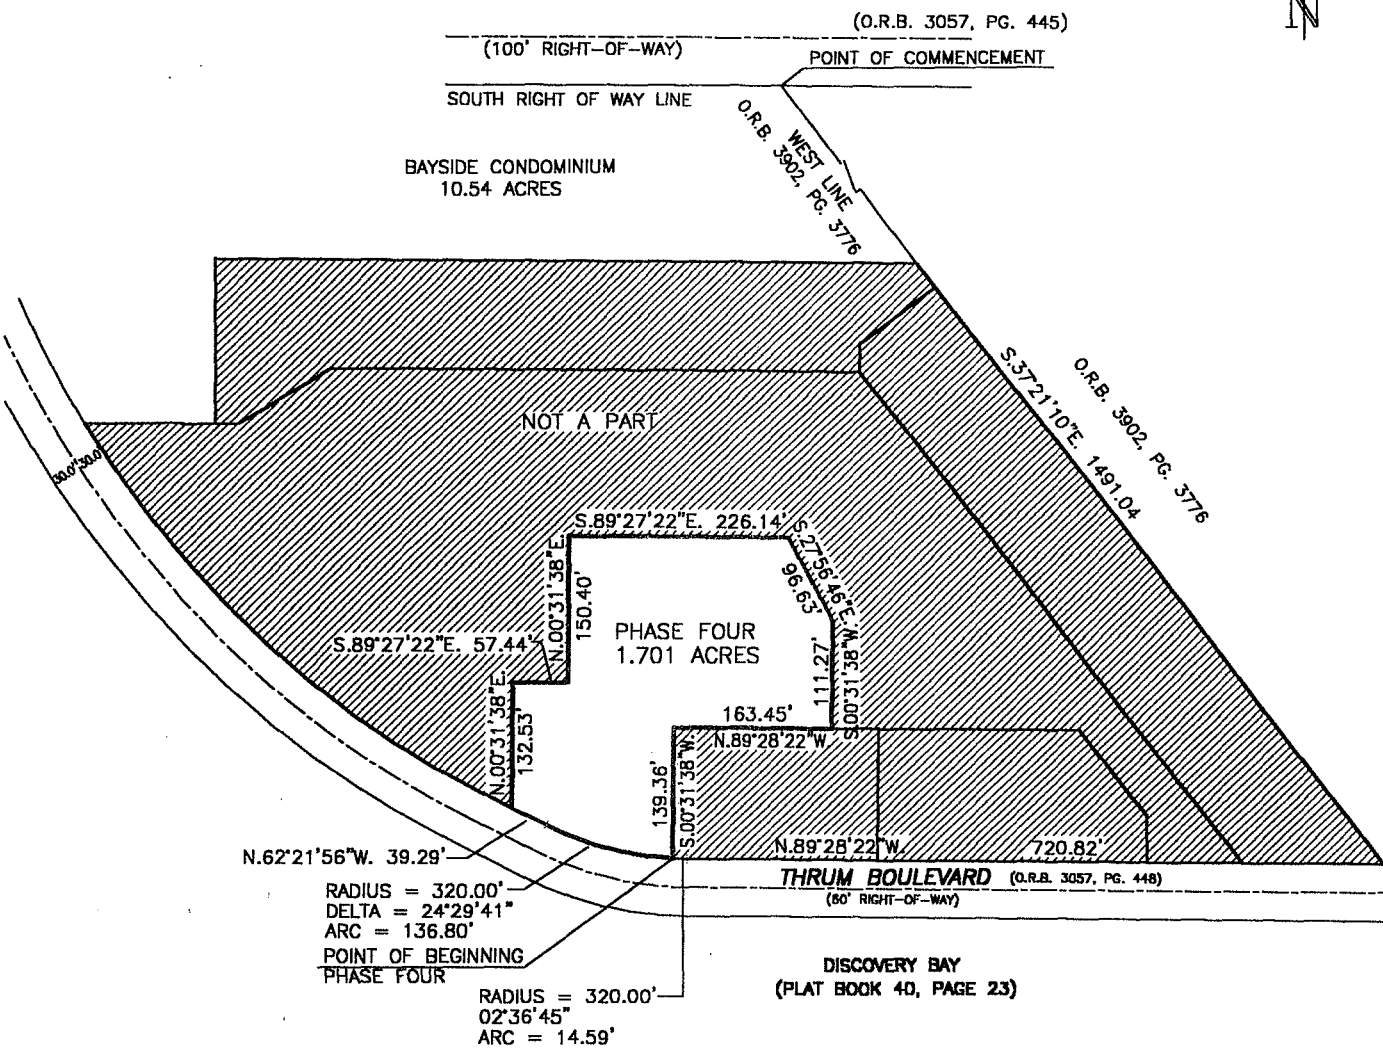 N
(O.R.B. 3057, PG. 445)
(100' RIGHT-OF-WAY)
POINT OF COMMENCEMENT
SOUTH RIGHT OF WAY LINE
WEST LINE
O.R.B. 3902, PG. 3776
BAYSIDE CONDOMINIUM
10.54 ACRES
S.37°21'10"E. 1491.04
O.R.B. 3902, PG. 3776
NOT A PART
30.0' 30.0'
S.89°27'22"E. 226.14'
S.27°56'46"E.
96.63'
N.00°31'38"E.
150.40'
PHASE FOUR
1.701 ACRES
S.89°27'22"E. 57.44'
111.27'
S.00°31'38"W.
N.00°31'38"E.
132.53'
163.45'
N.89°28'22"W.
139.36'
S.00°31'38"W.
N.89°28'22"W. 720.82'
N.62°21'56"W. 39.29'
THRUM BOULEVARD (O.R.B. 3057, PG. 448)
(60' RIGHT-OF-WAY)
RADIUS = 320.00'
DELTA = 24°29'41"
ARC = 136.80'
POINT OF BEGINNING
PHASE FOUR
DISCOVERY BAY
(PLAT BOOK 40, PAGE 23)
RADIUS = 320.00'
02°36'45"
ARC = 14.59'